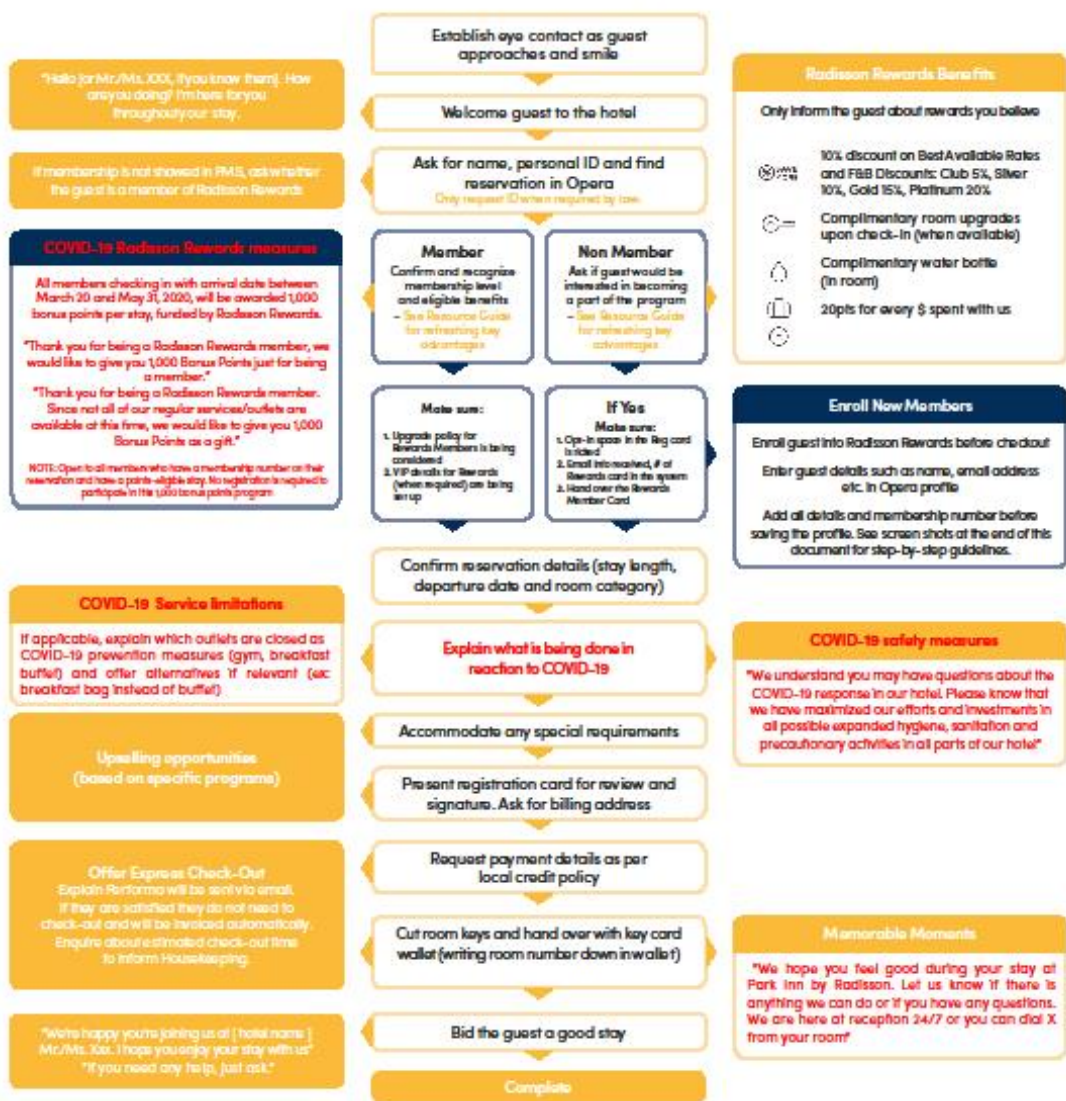 Establish eye contact as guest
approaches and smile
"Hello [or Mr./Ms. XXX, if you know them]. How
are you doing? I'm here for you
throughout your stay.
Welcome guest to the hotel
If membership is not showed in PMS, ask whether
the guest is a member of Radisson Rewards
Ask for name, personal ID and find
reservation in Opera
Only request ID when required by law.
Radisson Rewards Benefits
Only inform the guest about rewards you believe
10% discount on Best Available Rates
and F&B Discounts: Club 5%, Silver
10%, Gold 15%, Platinum 20%
Complimentary room upgrades
upon check-in (when available)
Complimentary water bottle
(in room)
20pts for every $ spent with us
COVID-19 Radisson Rewards measures
All members checking in with arrival date between
March 20 and May 31, 2020, will be awarded 1,000
bonus points per stay, funded by Radisson Rewards.
"Thank you for being a Radisson Rewards member, we
would like to give you 1,000 Bonus Points just for being
a member."
"Thank you for being a Radisson Rewards member.
Since not all of our regular services/outlets are
available at this time, we would like to give you 1,000
Bonus Points as a gift."
NOTE: Open to all members who have a membership number on their
reservation and have a points-eligible stay. No registration is required to
participate in this 1,000 bonus points program
Member
Confirm and recognize
membership level
and eligible benefits
– See Resource Guide
for refreshing key
advantages
Non Member
Ask if guest would be
interested in becoming
a part of the program
– See Resource Guide
for refreshing key
advantages
Make sure:
1. Upgrade policy for
Rewards Members is being
considered
2. VIP details for Rewards
(when required) are being
set up
If Yes
Make sure:
1. Opt-in space in the Reg card
is ticked
2. Email info received, # of
Rewards card in the system
3. Hand over the Rewards
Member Card
Enroll New Members
Enroll guest into Radisson Rewards before checkout
Enter guest details such as name, email address
etc. in Opera profile
Add all details and membership number before
saving the profile. See screen shots at the end of this
document for step-by-step guidelines.
Confirm reservation details (stay length,
departure date and room category)
COVID-19 Service limitations
If applicable, explain which outlets are closed as
COVID-19 prevention measures (gym, breakfast
buffet) and offer alternatives if relevant (ex:
breakfast bag instead of buffet)
Explain what is being done in
reaction to COVID-19
COVID-19 safety measures
"We understand you may have questions about the
COVID-19 response in our hotel. Please know that
we have maximized our efforts and investments in
all possible expanded hygiene, sanitation and
precautionary activities in all parts of our hotel"
Accommodate any special requirements
Upselling opportunities
(based on specific programs)
Present registration card for review and
signature. Ask for billing address
Offer Express Check-Out
Explain Performa will be sent via email.
If they are satisfied they do not need to
check-out and will be invoiced automatically.
Enquire about estimated check-out time
to inform Housekeeping.
Request payment details as per
local credit policy
Cut room keys and hand over with key card
wallet (writing room number down in wallet)
Memorable Moments
"We hope you feel good during your stay at
Park Inn by Radisson. Let us know if there is
anything we can do or if you have any questions.
We are here at reception 24/7 or you can dial X
from your room"
"We're happy you're joining us at [ hotel name ]
Mr./Ms. Xxx. I hope you enjoy your stay with us"
"If you need any help, just ask."
Bid the guest a good stay
Complete